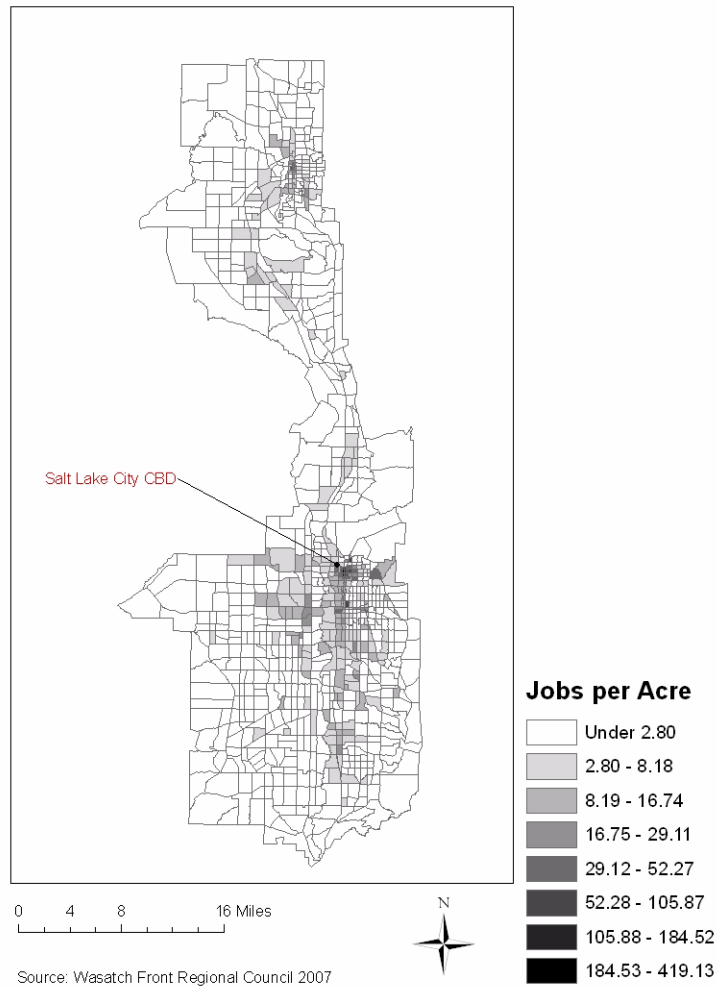 Salt Lake City CBD
Jobs per Acre
Under 2.80
2.80 - 8.18
8.19 - 16.74
16.75 - 29.11
29.12 - 52.27
52.28 - 105.87
105.88 - 184.52
184.53 - 419.13
0 4 8 16 Miles
N
Source: Wasatch Front Regional Council 2007